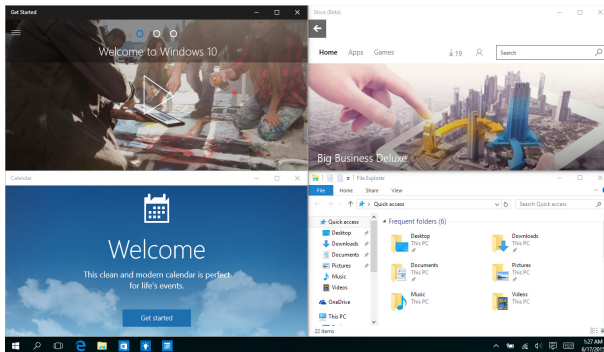 Get Started
Welcome to Windows 10
Store (Beta)
Home Apps Games
19
Search
Big Business Deluxe
Calendar
Welcome
This clean and modern calendar is perfect
for life's events.
Get started
File Explorer
File Home Share View
Quick access
Search Quick access
Quick access
Desktop
Downloads
Documents
Pictures
Music
Videos
OneDrive
This PC
22 items
Frequent folders (6)
Desktop
This PC
Downloads
This PC
Documents
This PC
Pictures
This PC
Music
This PC
Videos
This PC
1:27 AM